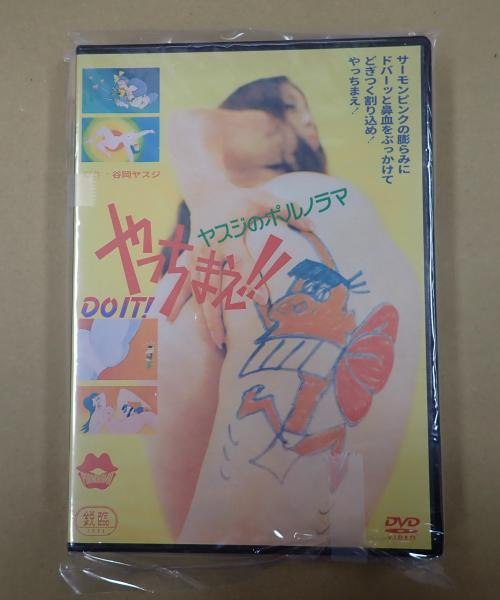 サーモンピンクの膨らみに
ドバーッと鼻血をぶっかけて
どぎつく割り込め!
やっちまえ!
谷岡ヤスジ
ヤスジのポルノラマ
やっちまえ!!
DO IT!
DVD
VIDEO